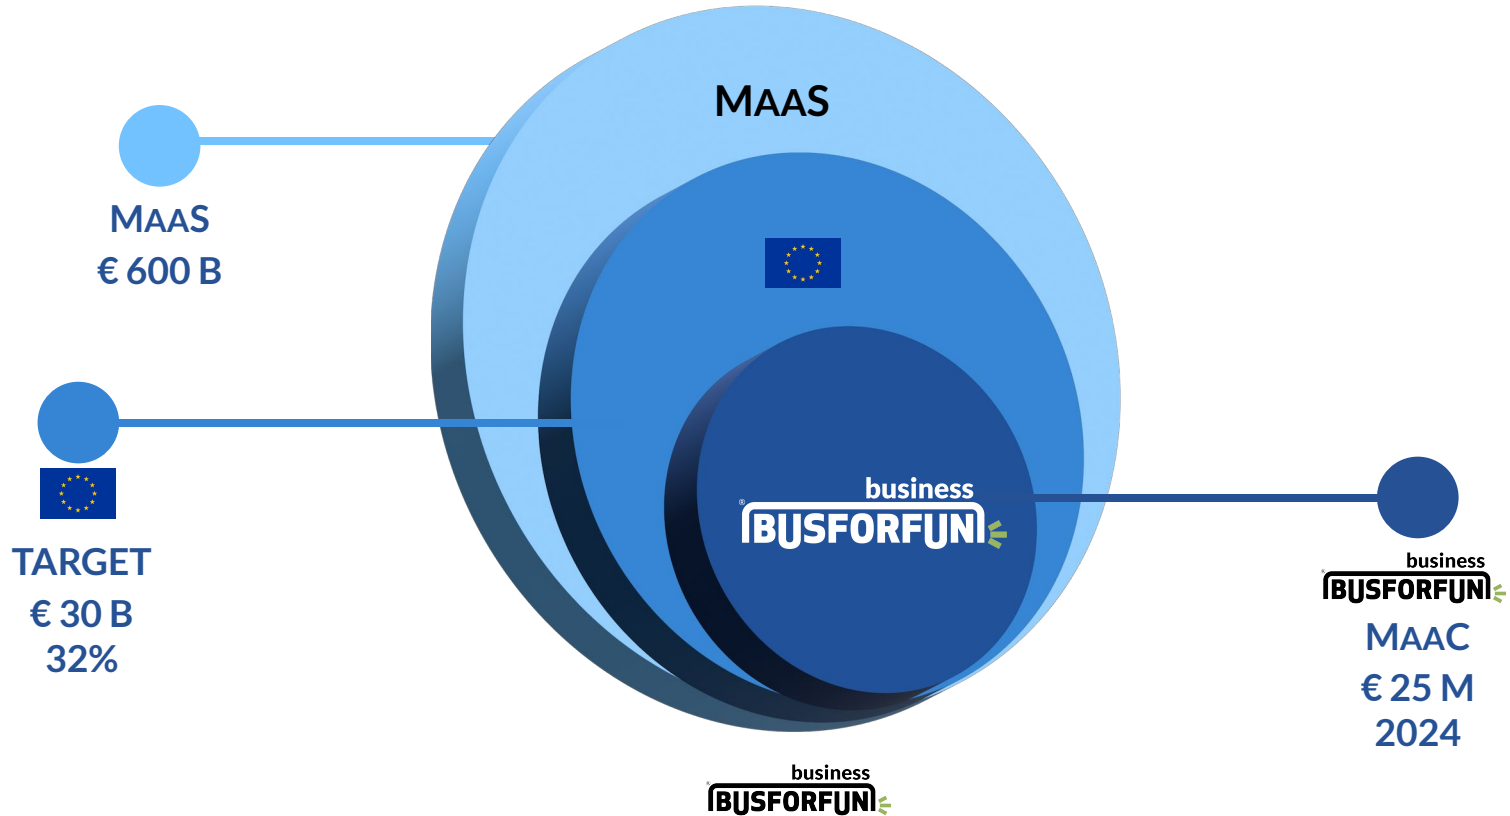 MAAS
MAAS
€ 600 B
TARGET
€ 30 B
32%
business
®
BUSFORFUN
business
®
BUSFORFUN
MAAC
€ 25 M
2024
business
®
BUSFORFUN